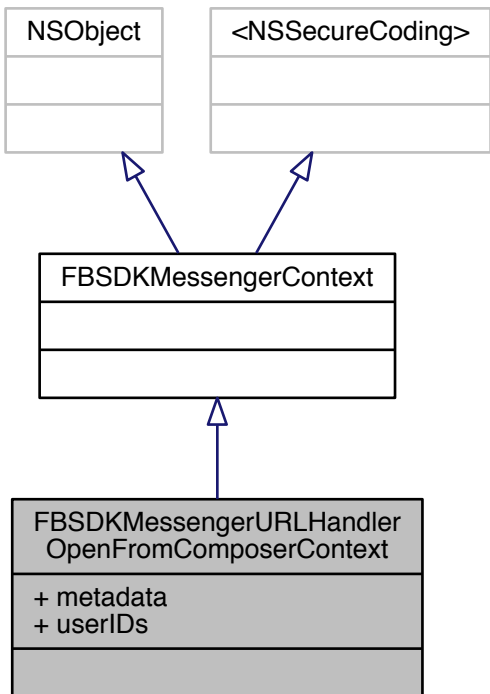 NSObject
<NSSecureCoding>
FBSDKMessengerContext
FBSDKMessengerURLHandler
OpenFromComposerContext
+ metadata
+ userIDs